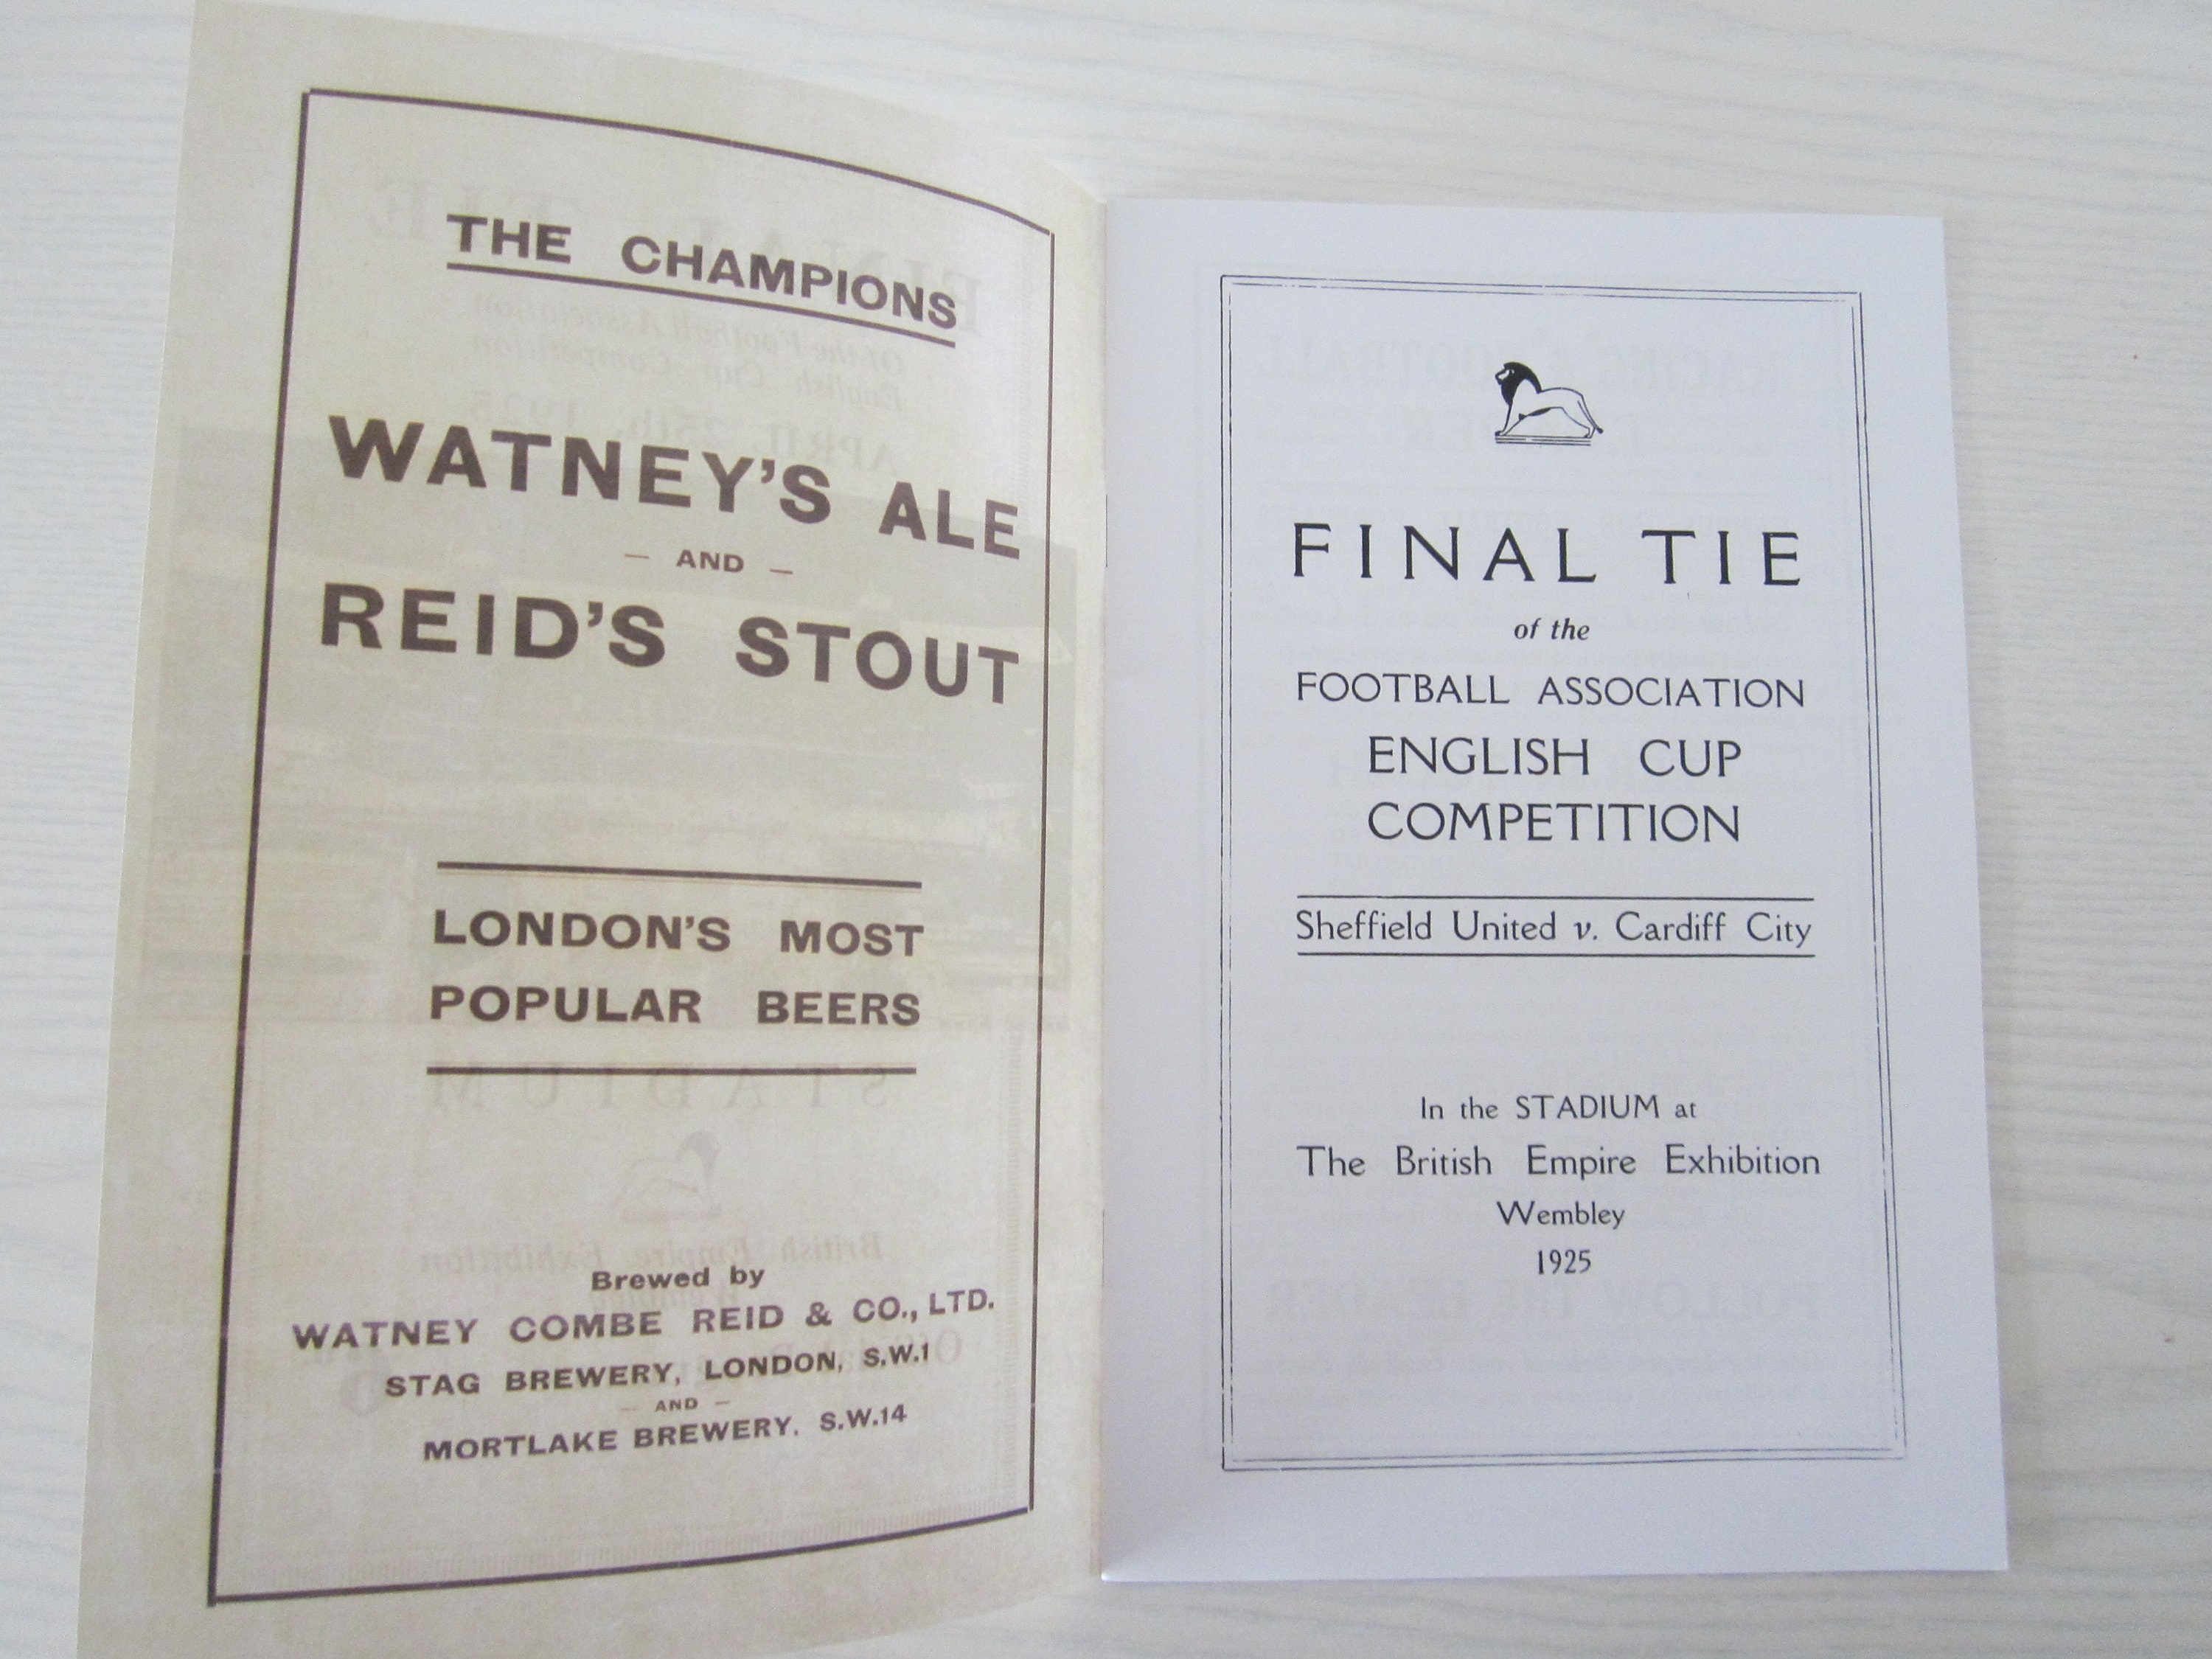 THE CHAMPIONS
WATNEY'S ALE
— AND —
REID'S STOUT
LONDON'S MOST
POPULAR BEERS
Brewed by
WATNEY COMBE REID & CO., LTD.
STAG BREWERY, LONDON, S.W.1
— AND —
MORTLAKE BREWERY, S.W.14
FINAL TIE
of the
FOOTBALL ASSOCIATION
ENGLISH CUP
COMPETITION
Sheffield United v. Cardiff City
In the STADIUM at
The British Empire Exhibition
Wembley
1925